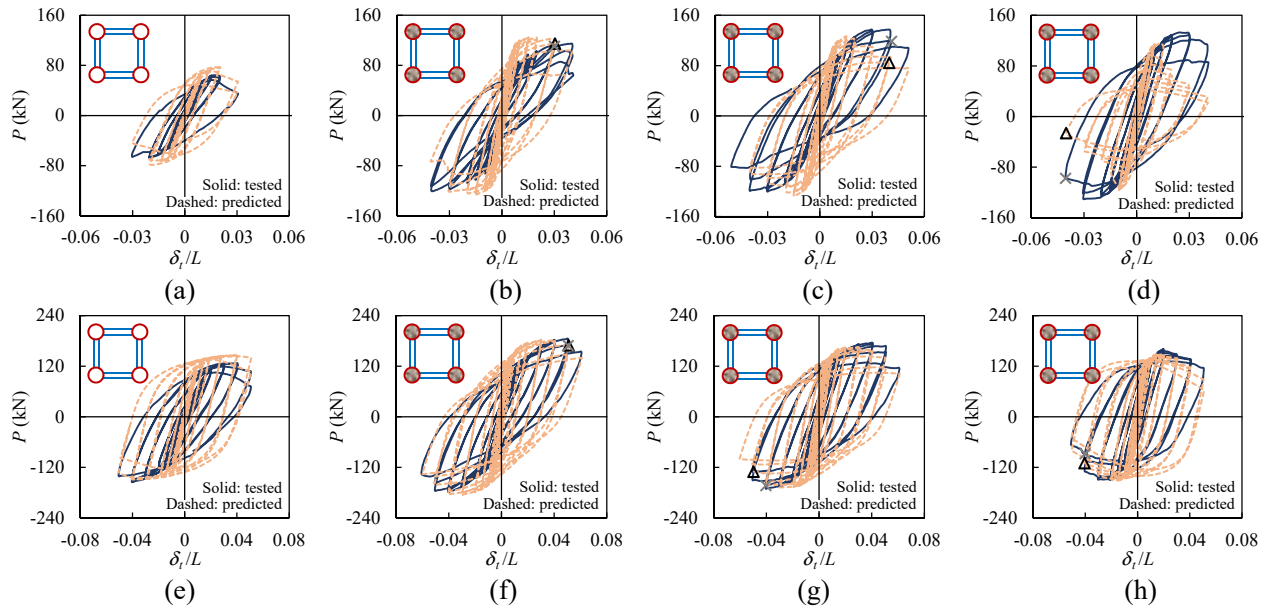 P (kN)
160
80
0
-80
-160
Solid: tested
Dashed: predicted
-0.06 -0.03 0 0.03 0.06
δt/L
(a)
P (kN)
160
80
0
-80
-160
Solid: tested
Dashed: predicted
-0.06 -0.03 0 0.03 0.06
δt/L
(b)
P (kN)
160
80
0
-80
-160
Solid: tested
Dashed: predicted
-0.06 -0.03 0 0.03 0.06
δt/L
(c)
P (kN)
160
80
0
-80
-160
Solid: tested
Dashed: predicted
-0.06 -0.03 0 0.03 0.06
δt/L
(d)
P (kN)
240
120
0
-120
-240
Solid: tested
Dashed: predicted
-0.08 -0.04 0 0.04 0.08
δt/L
(e)
P (kN)
240
120
0
-120
-240
Solid: tested
Dashed: predicted
-0.08 -0.04 0 0.04 0.08
δt/L
(f)
P (kN)
240
120
0
-120
-240
Solid: tested
Dashed: predicted
-0.08 -0.04 0 0.04 0.08
δt/L
(g)
P (kN)
240
120
0
-120
-240
Solid: tested
Dashed: predicted
-0.08 -0.04 0 0.04 0.08
δt/L
(h)